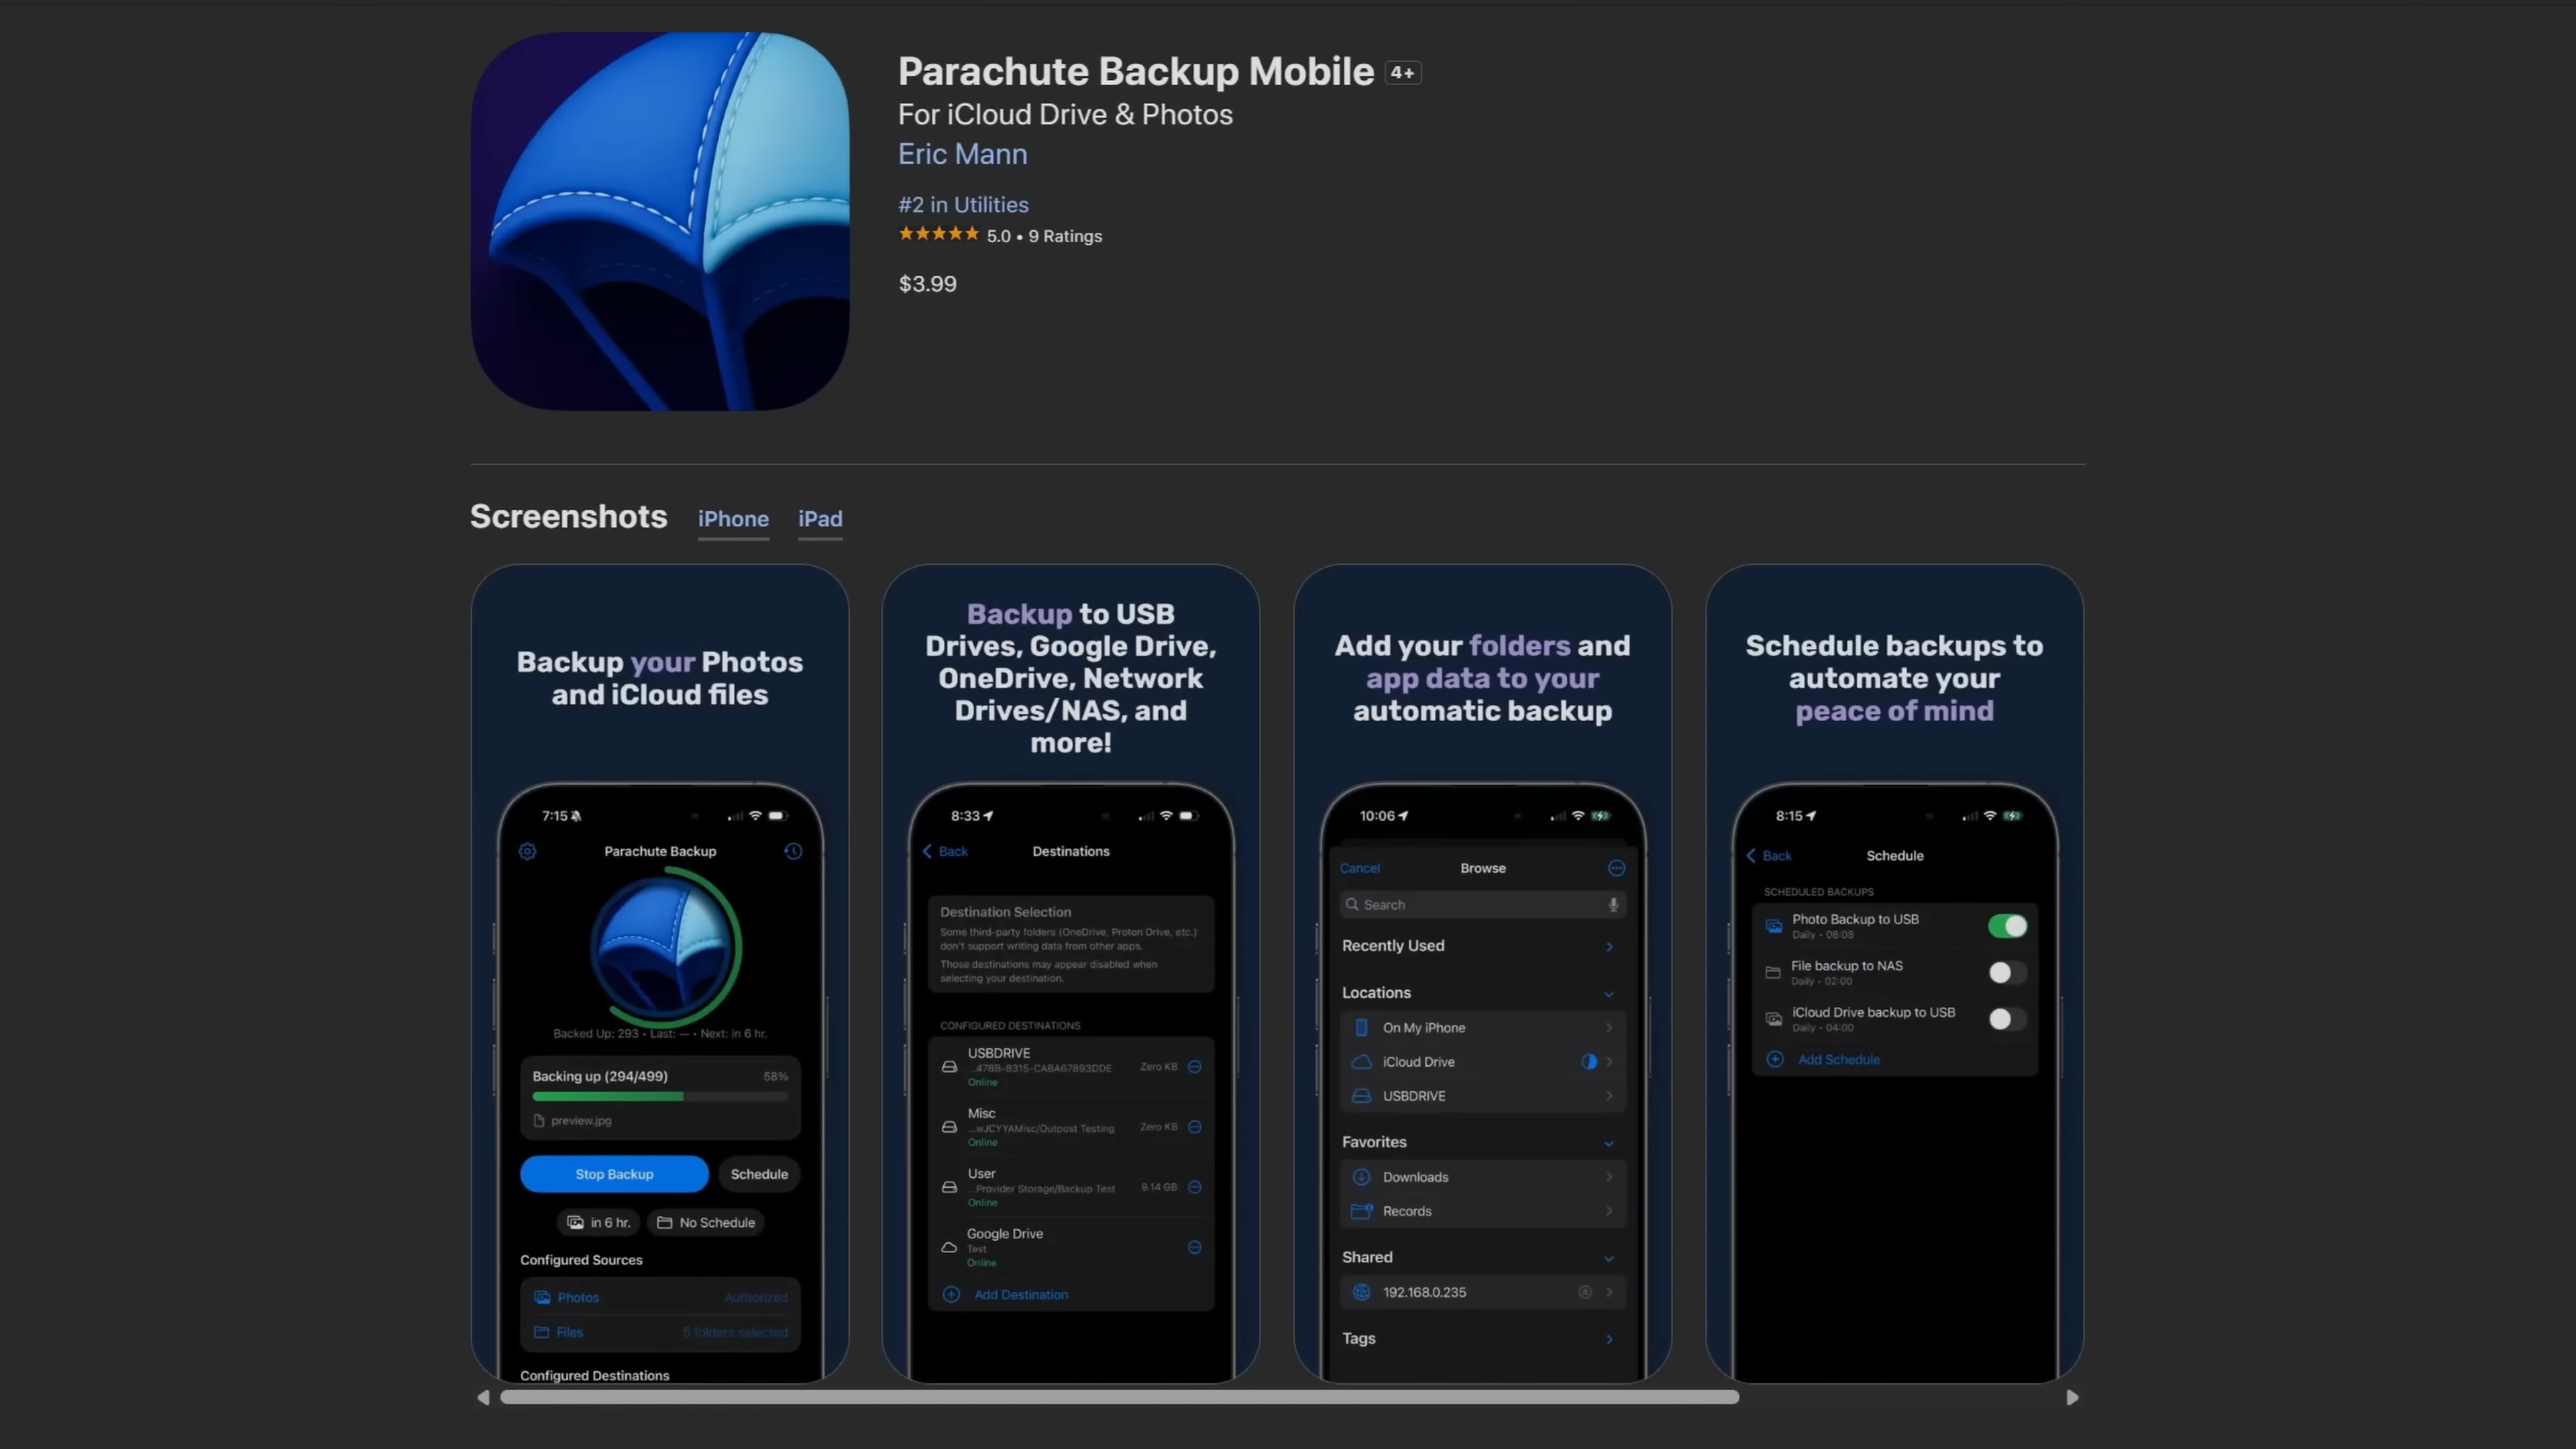 Parachute Backup Mobile 4+
For iCloud Drive & Photos
Eric Mann
#2 in Utilities
★★★★★ 5.0 • 9 Ratings
$3.99
Screenshots iPhone iPad
Backup your Photos
and iCloud files
7:15
Parachute Backup
Backed Up: 293 • Last: — • Next: in 6 hr.
Backing up (294/499) 58%
preview.jpg
Stop Backup Schedule
in 6 hr. No Schedule
Configured Sources
Photos Authorized
Files 5 folders selected
Configured Destinations
Backup to USB
Drives, Google Drive,
OneDrive, Network
Drives/NAS, and
more!
8:33
Back Destinations
Destination Selection
Some third-party folders (OneDrive, Proton Drive, etc.)
don't support writing data from other apps.
Those destinations may appear disabled when
selecting your destination.
CONFIGURED DESTINATIONS
USBDRIVE
...478B-8315-CABA67893DDE Zero KB
Online
Misc
...wJCYYAMisc/Outpost Testing Zero KB
Online
User
...Provider Storage/Backup Test 9.14 GB
Online
Google Drive
Test
Online
Add Destination
Add your folders and
app data to your
automatic backup
10:06
Cancel Browse
Search
Recently Used
Locations
On My iPhone
iCloud Drive
USBDRIVE
Favorites
Downloads
Records
Shared
192.168.0.235
Tags
Schedule backups to
automate your
peace of mind
8:15
Back Schedule
SCHEDULED BACKUPS
Photo Backup to USB
Daily - 08:08
File backup to NAS
Daily - 02:00
iCloud Drive backup to USB
Daily - 04:00
Add Schedule